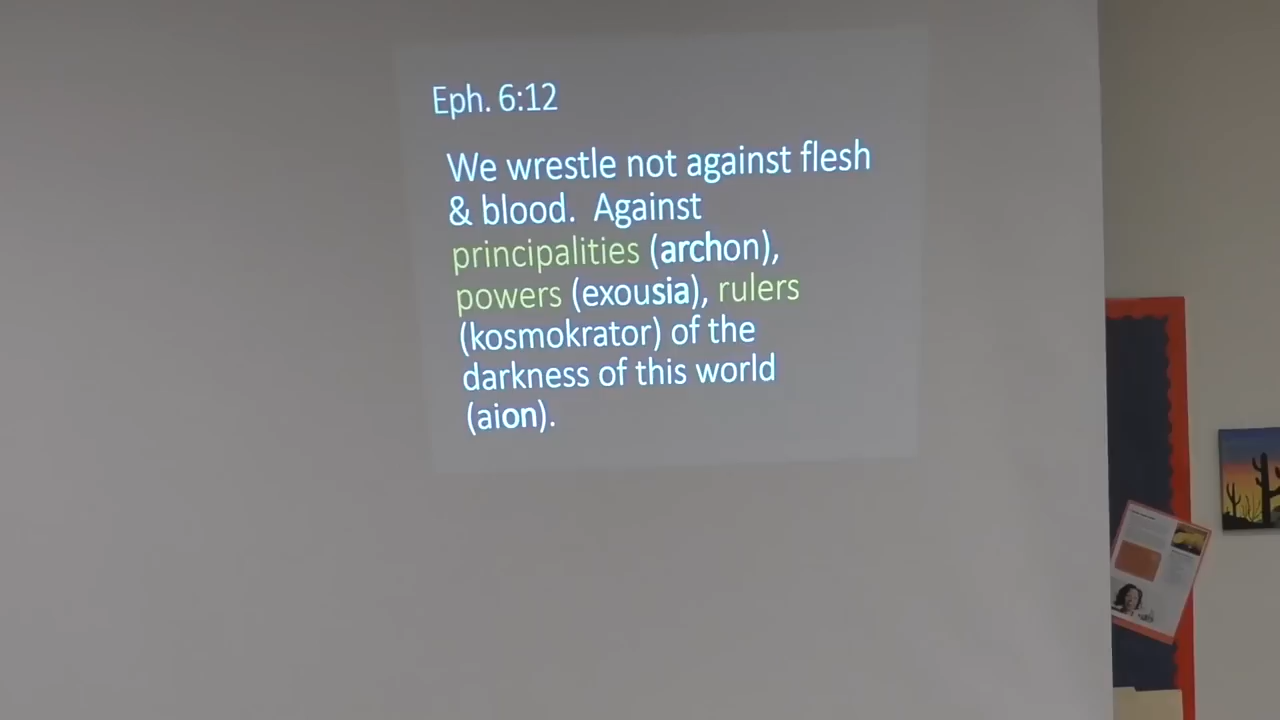 Eph. 6:12
We wrestle not against flesh
& blood.  Against
principalities (archon),
powers (exousia), rulers
(kosmokrator) of the
darkness of this world
(aion).